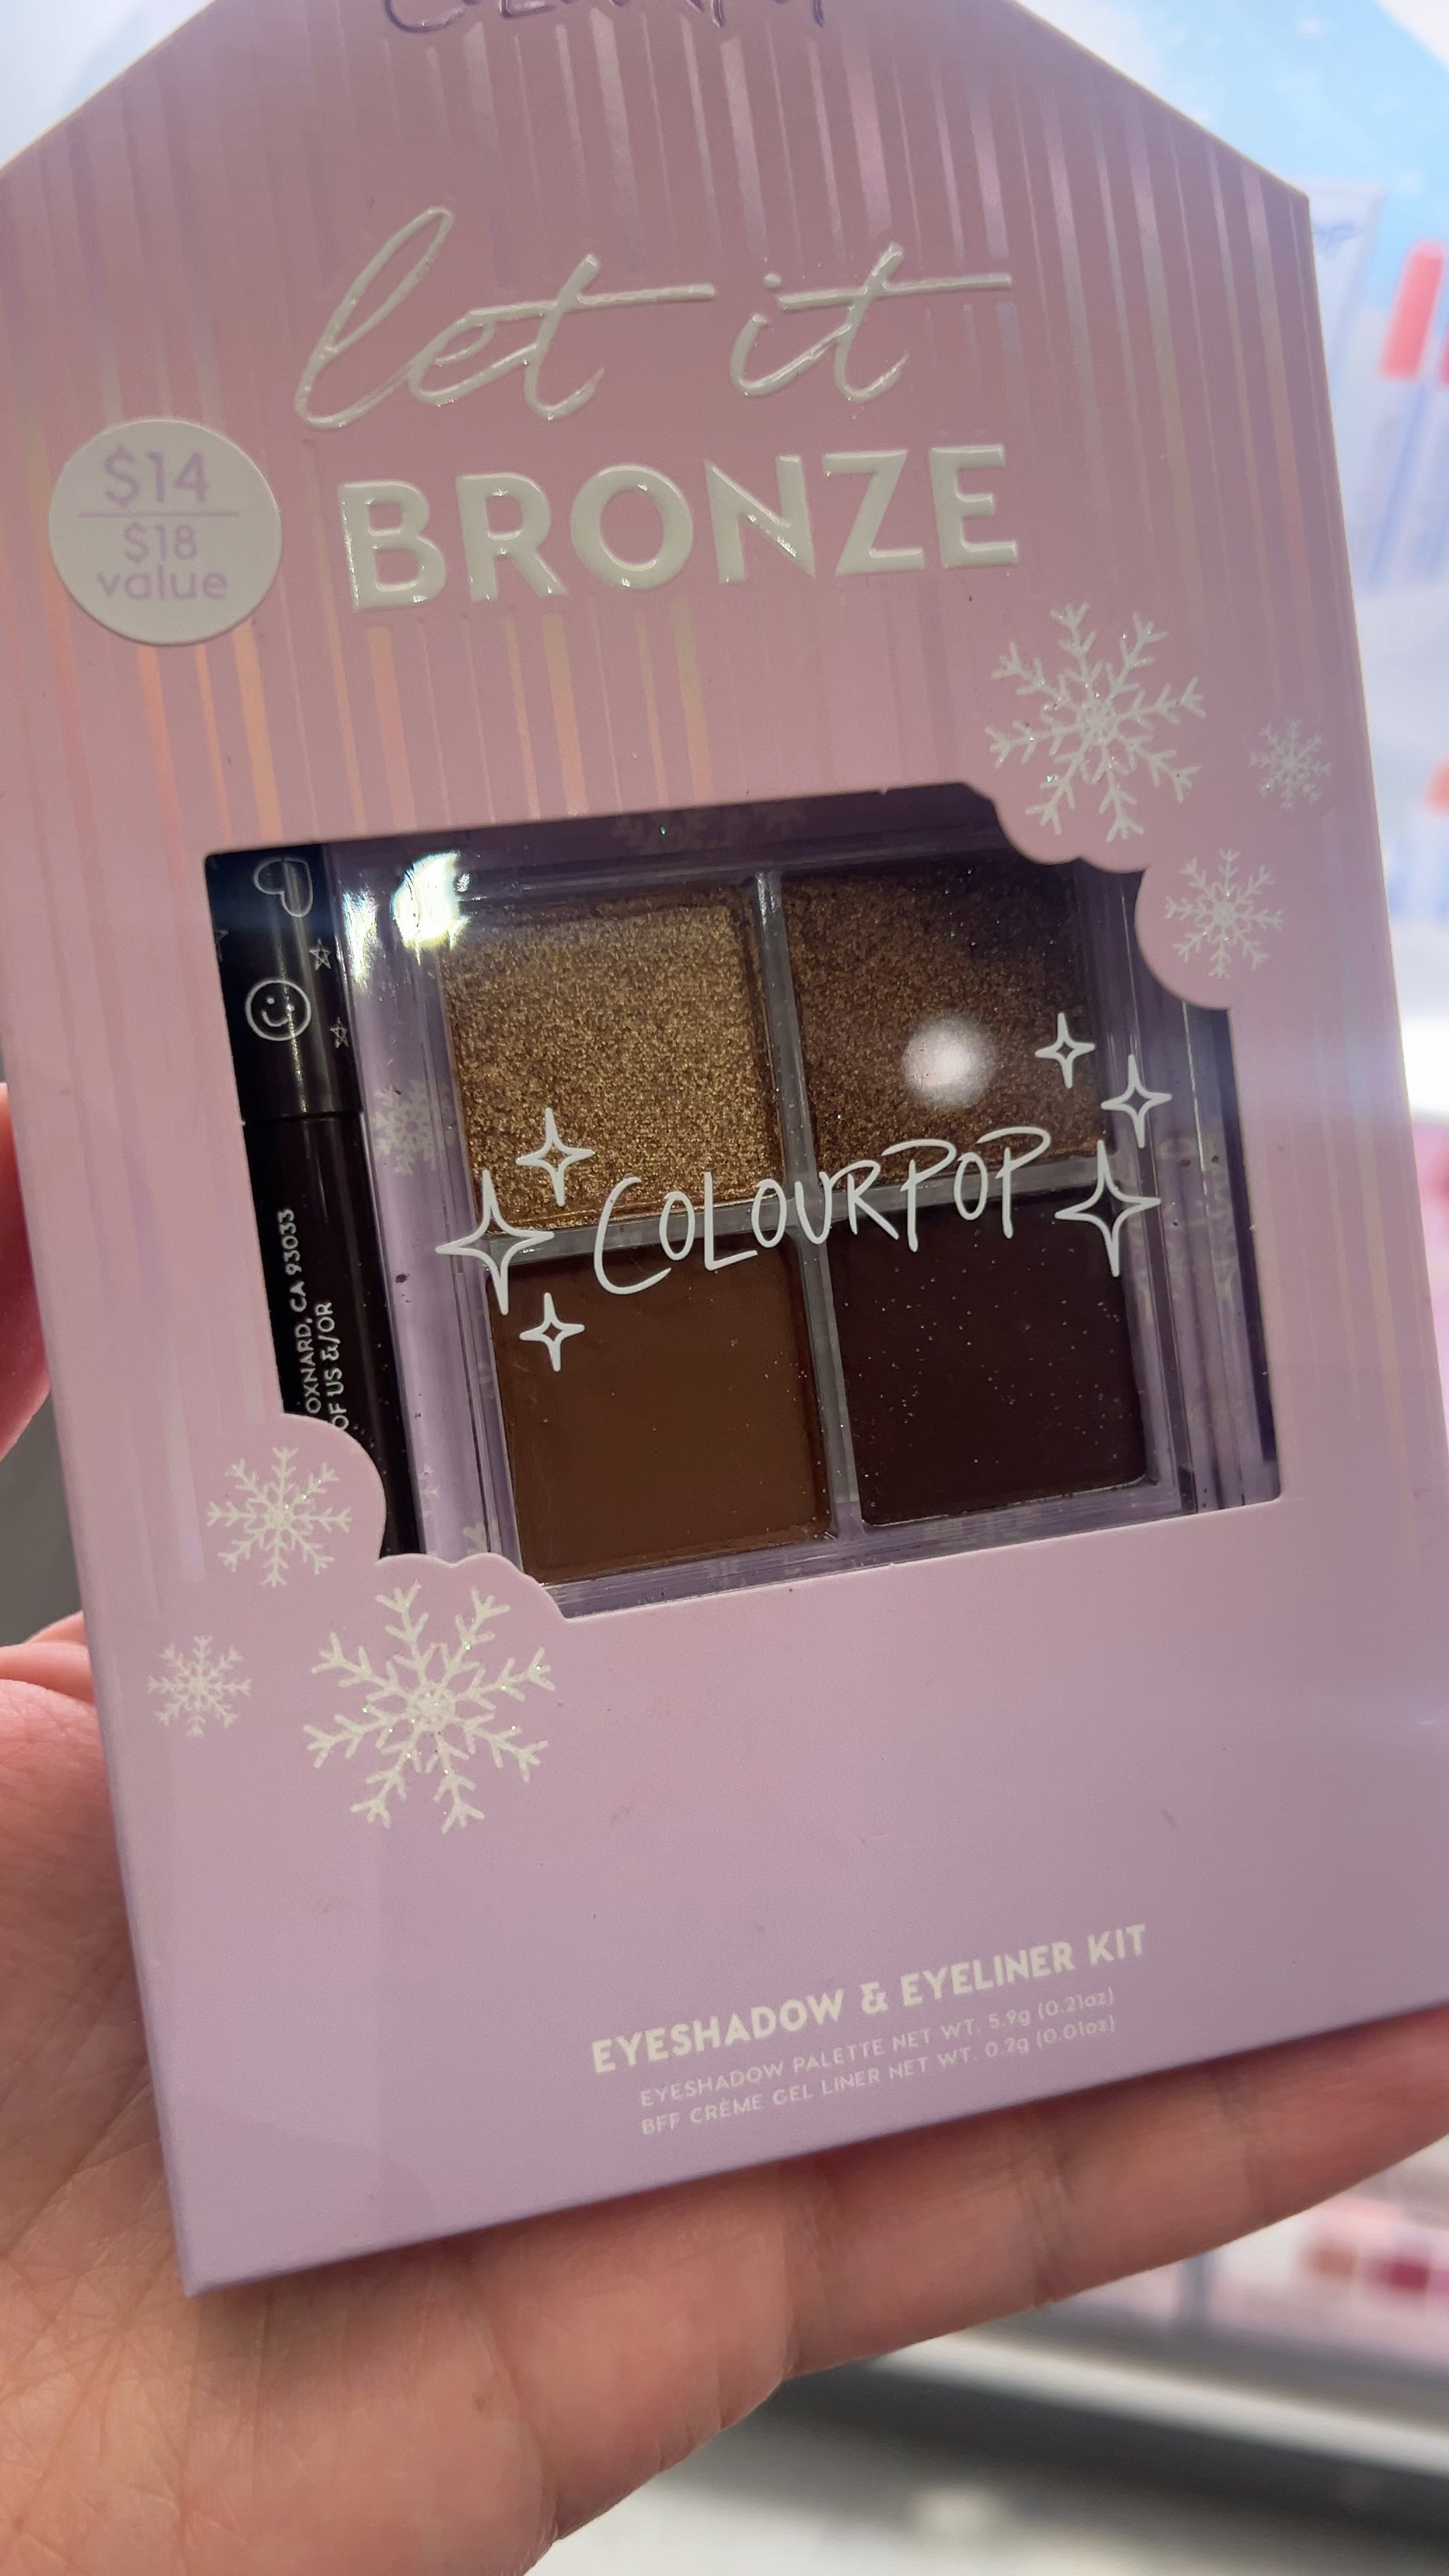 COLOURPOP
let it
BRONZE
$14
$18
value
COLOURPOP
OXNARD, CA 93033
OF US &/OR
EYESHADOW & EYELINER KIT
EYESHADOW PALETTE NET WT. 5.9g (0.21oz)
BFF CRÈME GEL LINER NET WT. 0.2g (0.01oz)